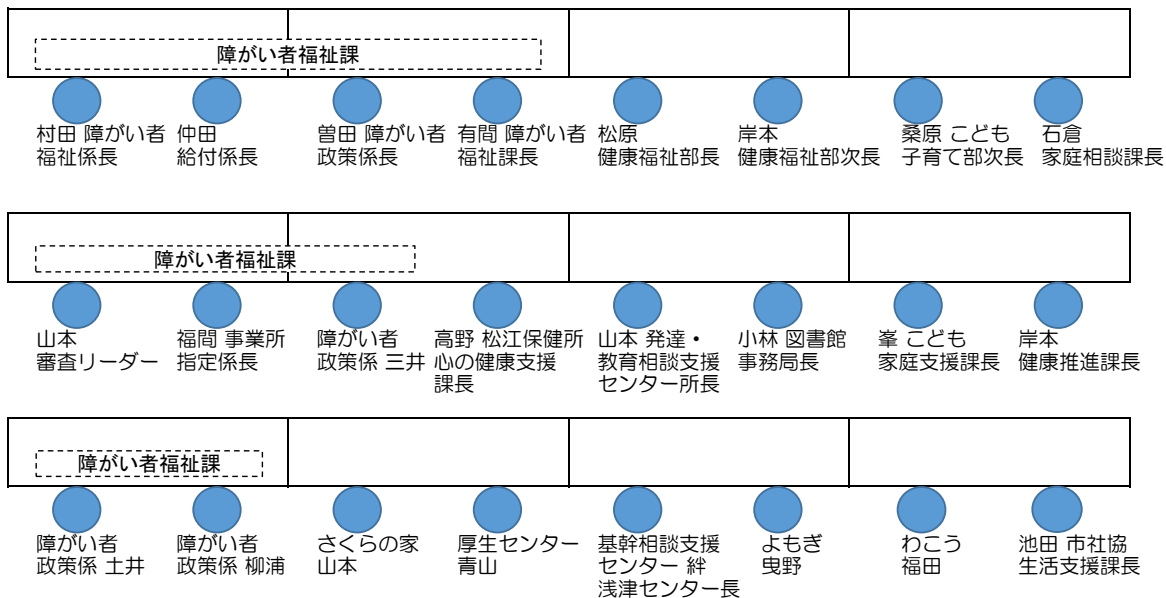 障がい者福祉課
村田 障がい者
福祉係長
仲田
給付係長
曽田 障がい者
政策係長
有間 障がい者
福祉課長
松原
健康福祉部長
岸本
健康福祉部次長
桑原 こども
子育て部次長
石倉
家庭相談課長
障がい者福祉課
山本
審査リーダー
福間 事業所
指定係長
障がい者
政策係 三井
高野 松江保健所
心の健康支援
課長
山本 発達・
教育相談支援
センター所長
小林 図書館
事務局長
峯 こども
家庭支援課長
岸本
健康推進課長
障がい者福祉課
障がい者
政策係 土井
障がい者
政策係 柳浦
さくらの家
山本
厚生センター
青山
基幹相談支援
センター 絆
浅津センター長
よもぎ
曳野
わこう
福田
池田 市社協
生活支援課長